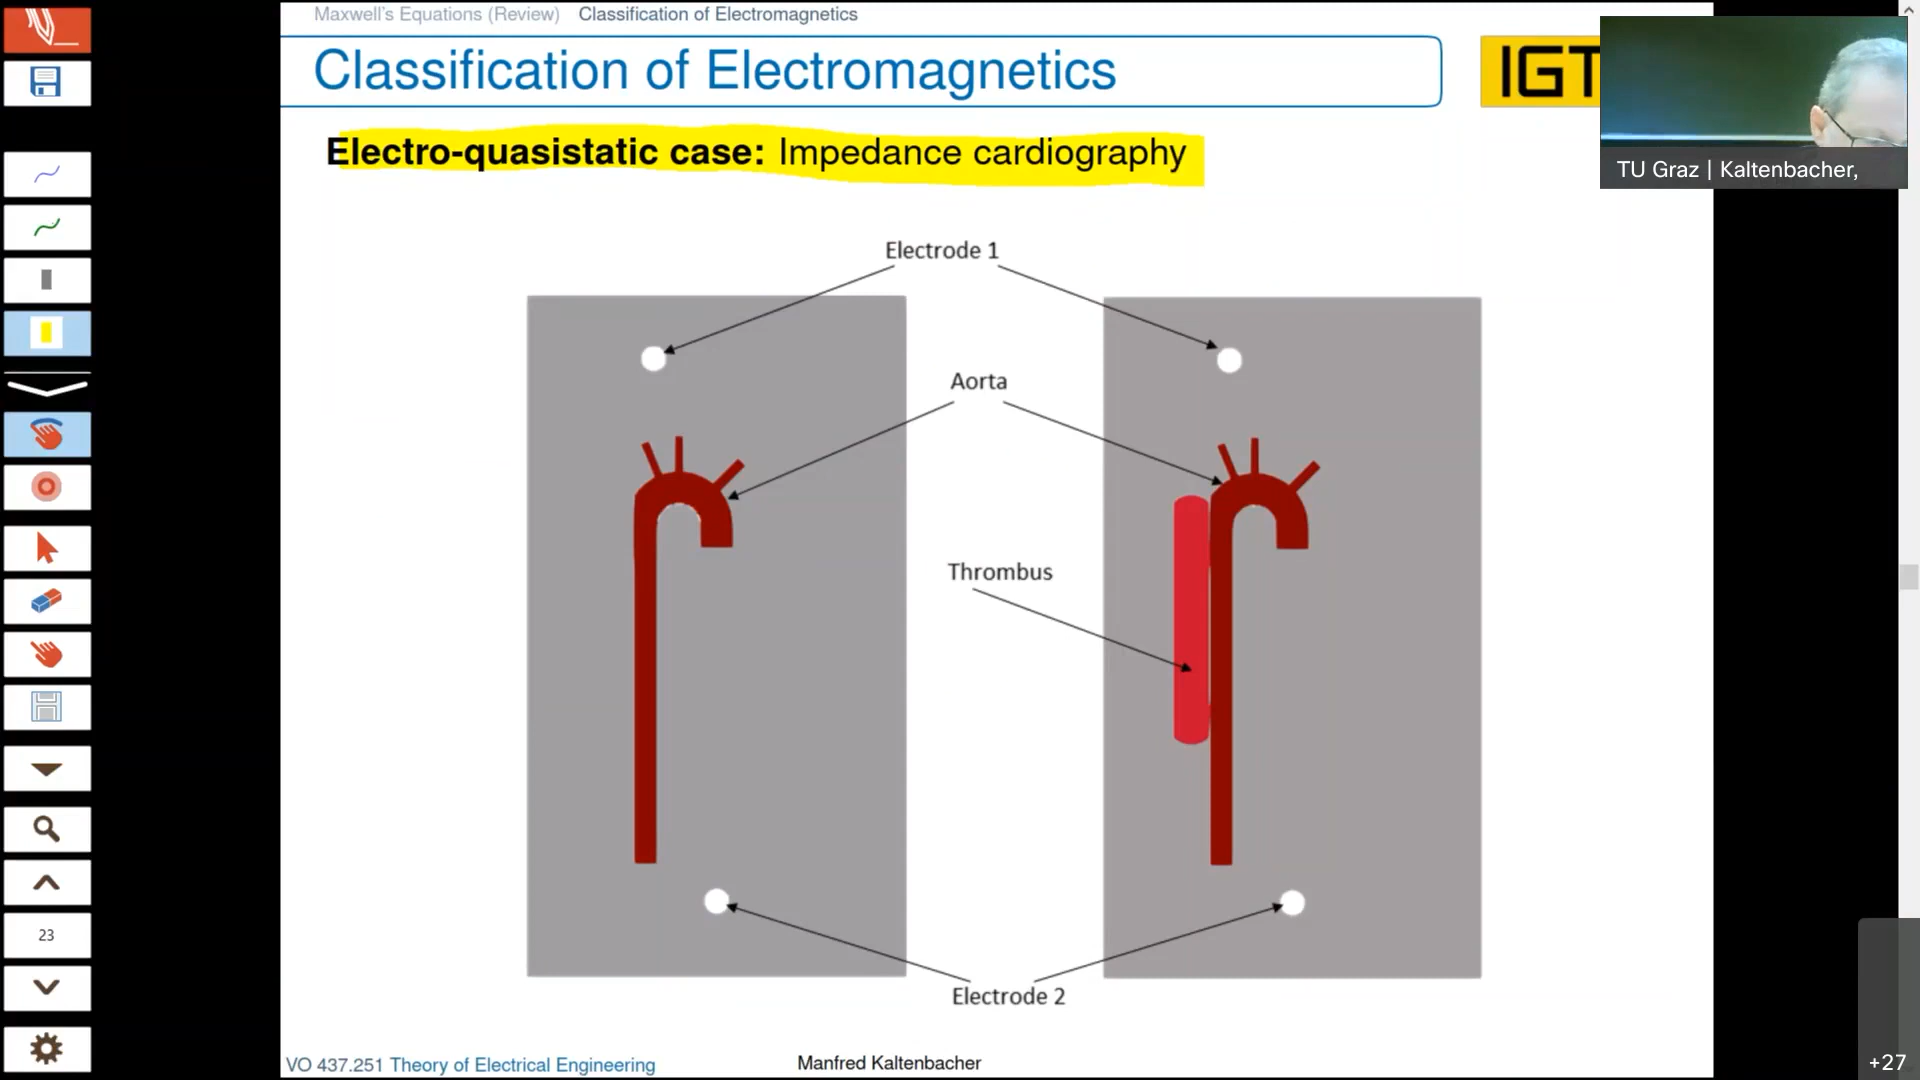 Maxwell's Equations (Review) Classification of Electromagnetics
Classification of Electromagnetics
IGT
TU Graz | Kaltenbacher,
Electro-quasistatic case: Impedance cardiography
Electrode 1
Aorta
Thrombus
Electrode 2
23
VO 437.251 Theory of Electrical Engineering
Manfred Kaltenbacher
+27